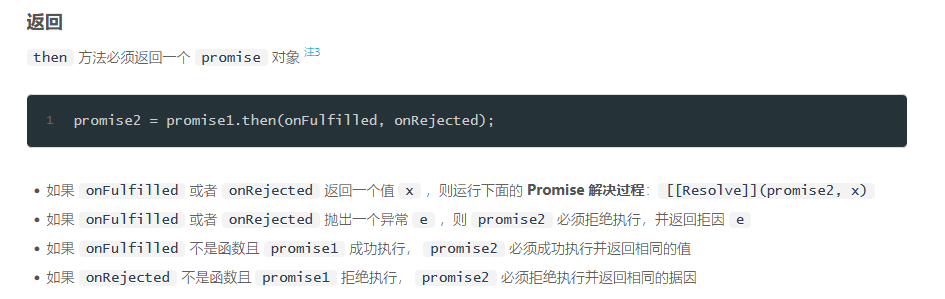 返回
then 方法必须返回一个 promise 对象 注3
1 promise2 = promise1.then(onFulfilled, onRejected);
如果 onFulfilled 或者 onRejected 返回一个值 x ，则运行下面的 Promise 解决过程：[[Resolve]](promise2, x)
如果 onFulfilled 或者 onRejected 抛出一个异常 e ，则 promise2 必须拒绝执行，并返回拒因 e
如果 onFulfilled 不是函数且 promise1 成功执行， promise2 必须成功执行并返回相同的值
如果 onRejected 不是函数且 promise1 拒绝执行， promise2 必须拒绝执行并返回相同的据因